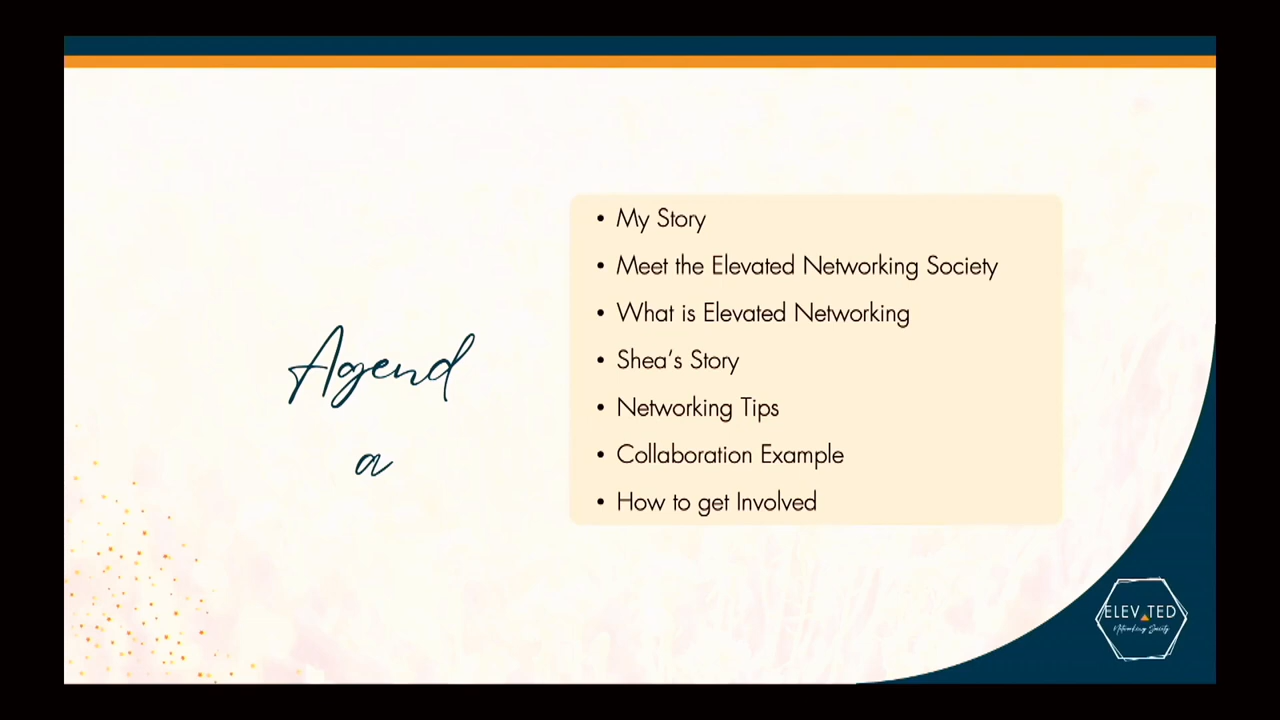 Agend
a
• My Story
• Meet the Elevated Networking Society
• What is Elevated Networking
• Shea's Story
• Networking Tips
• Collaboration Example
• How to get Involved
ELEV▲TED
Networking Society